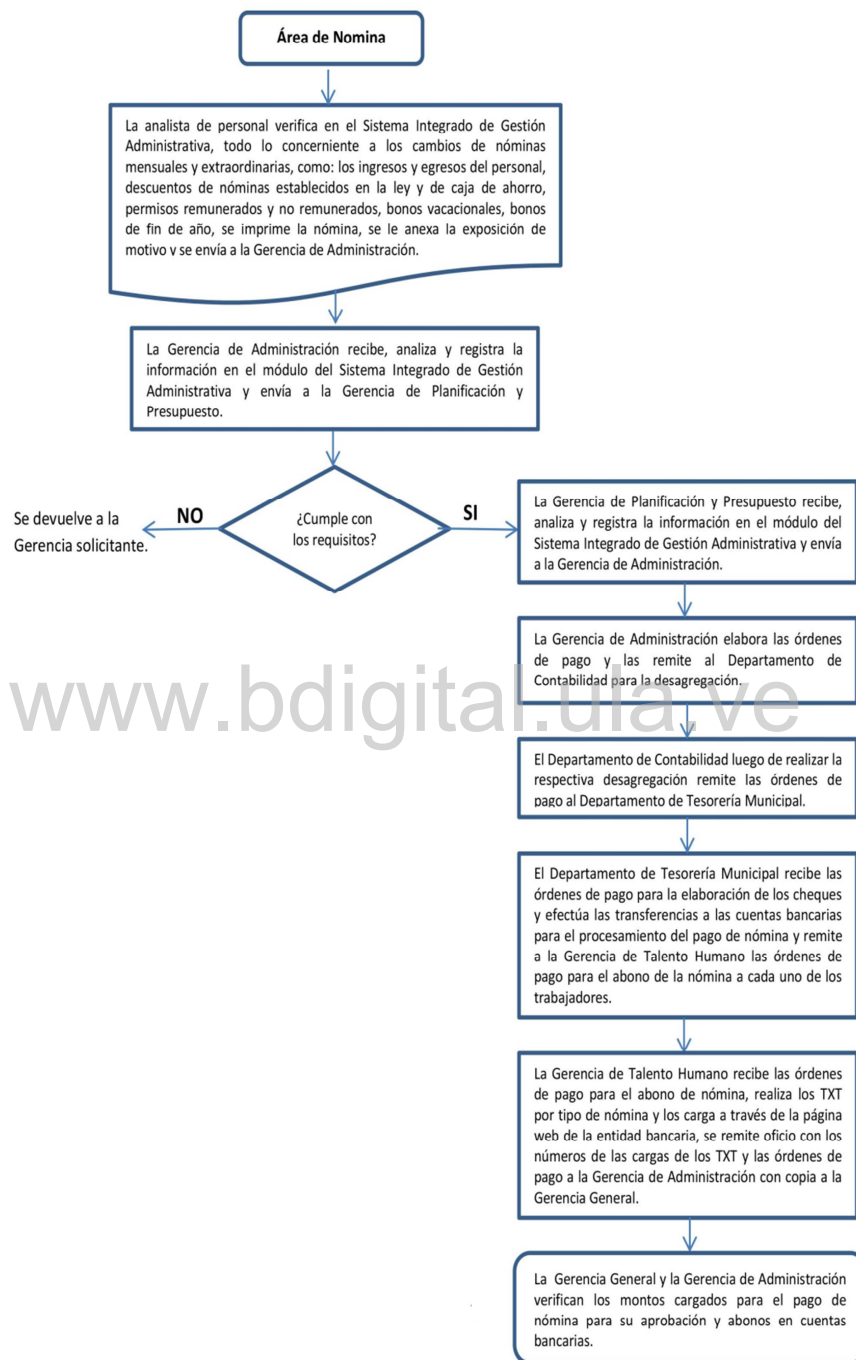 Área de Nomina
La analista de personal verifica en el Sistema Integrado de Gestión
Administrativa, todo lo concerniente a los cambios de nóminas
mensuales y extraordinarias, como: los ingresos y egresos del personal,
descuentos de nóminas establecidos en la ley y de caja de ahorro,
permisos remunerados y no remunerados, bonos vacacionales, bonos
de fin de año, se imprime la nómina, se le anexa la exposición de
motivo y se envía a la Gerencia de Administración.
La Gerencia de Administración recibe, analiza y registra la
información en el módulo del Sistema Integrado de Gestión
Administrativa y envía a la Gerencia de Planificación y
Presupuesto.
¿Cumple con
los requisitos?
NO
Se devuelve a la
Gerencia solicitante.
SI
La Gerencia de Planificación y Presupuesto recibe,
analiza y registra la información en el módulo del
Sistema Integrado de Gestión Administrativa y envía
a la Gerencia de Administración.
La Gerencia de Administración elabora las órdenes
de pago y las remite al Departamento de
Contabilidad para la desagregación.
www.bdigital.ula.ve
El Departamento de Contabilidad luego de realizar la
respectiva desagregación remite las órdenes de
pago al Departamento de Tesorería Municipal.
El Departamento de Tesorería Municipal recibe las
órdenes de pago para la elaboración de los cheques
y efectúa las transferencias a las cuentas bancarias
para el procesamiento del pago de nómina y remite
a la Gerencia de Talento Humano las órdenes de
pago para el abono de la nómina a cada uno de los
trabajadores.
La Gerencia de Talento Humano recibe las órdenes
de pago para el abono de nómina, realiza los TXT
por tipo de nómina y los carga a través de la página
web de la entidad bancaria, se remite oficio con los
números de las cargas de los TXT y las órdenes de
pago a la Gerencia de Administración con copia a la
Gerencia General.
La Gerencia General y la Gerencia de Administración
verifican los montos cargados para el pago de
nómina para su aprobación y abonos en cuentas
bancarias.